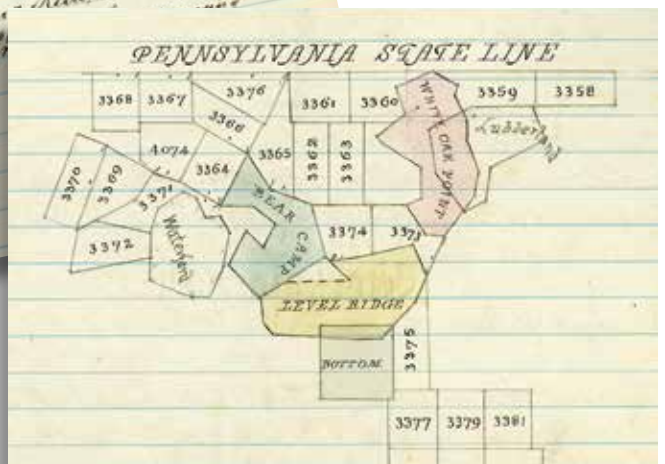 PENNSYLVANIA STATE LINE
3368 3367 3376 3361 3360 3359 3358
3366
WHITE OAK POINT
4074 3364 3365 3362 3363
3370 3369 3371
BEAR CAMP
3372 Waterford 3374 3373
LEVEL RIDGE
BOTTOM 3375
3377 3379 3381